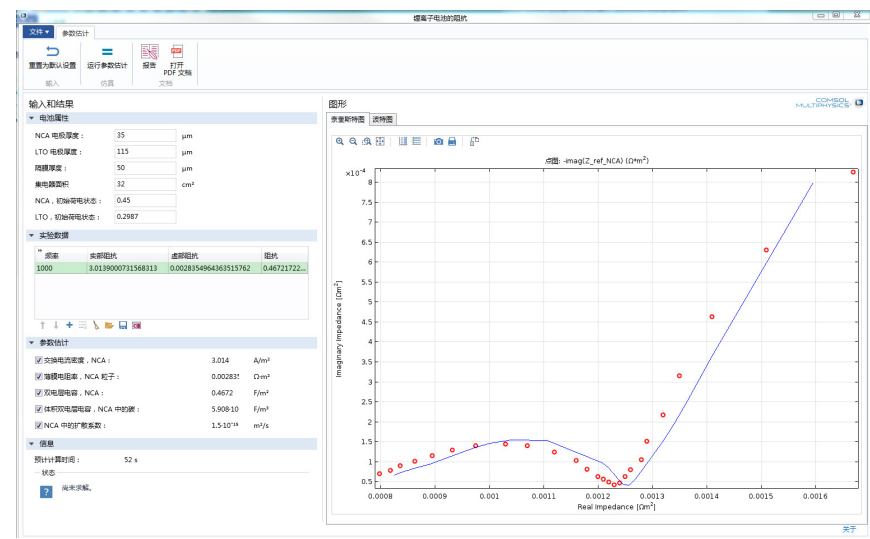 锂离子电池的阻抗
文件▼ 参数估计
重置为默认设置 运行参数估计 报告 打开
PDF 文档
输入 仿真 文档
输入和结果
电池属性
NCA 电极厚度： 35 μm
LTO 电极厚度： 115 μm
隔膜厚度： 50 μm
集电器面积 32 cm²
NCA，初始荷电状态： 0.45
LTO，初始荷电状态： 0.2987
实验数据
频率 实部阻抗 虚部阻抗 阻抗
1000 3.0139000731568313 0.0028354964363515762 0.46721722...
参数估计
交换电流密度，NCA： 3.014 A/m²
薄膜电阻率，NCA 粒子： 0.00283! Ω·m²
双电层电容，NCA： 0.4672 F/m²
体积双电层电容，NCA 中的碳： 5.908·10 F/m³
NCA 中的扩散系数： 1.5·10⁻¹⁵ m²/s
信息
预计计算时间： 52 s
状态
尚未求解。
图形
COMSOL
MULTIPHYSICS®
奈奎斯特图 波特图
点图: -imag(Z_ref_NCA) (Ω*m²)
×10⁻⁴
8
7.5
7
6.5
6
5.5
5
4.5
4
3.5
3
2.5
2
1.5
1
0.5
Imaginary Impedance [Ωm²]
0.0008 0.0009 0.001 0.0011 0.0012 0.0013 0.0014 0.0015 0.0016
Real Impedance [Ωm²]
关于